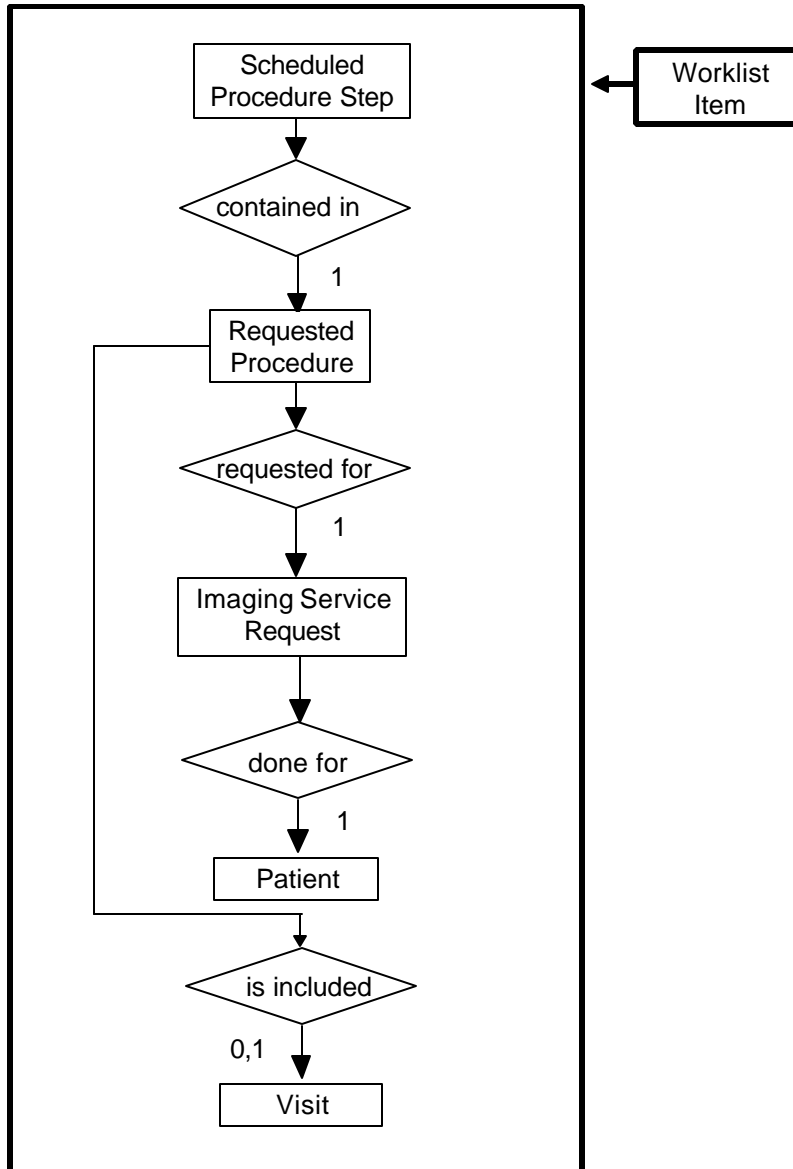 Scheduled
Procedure Step
Worklist
Item
contained in
1
Requested
Procedure
requested for
1
Imaging Service
Request
done for
1
Patient
is included
0,1
Visit